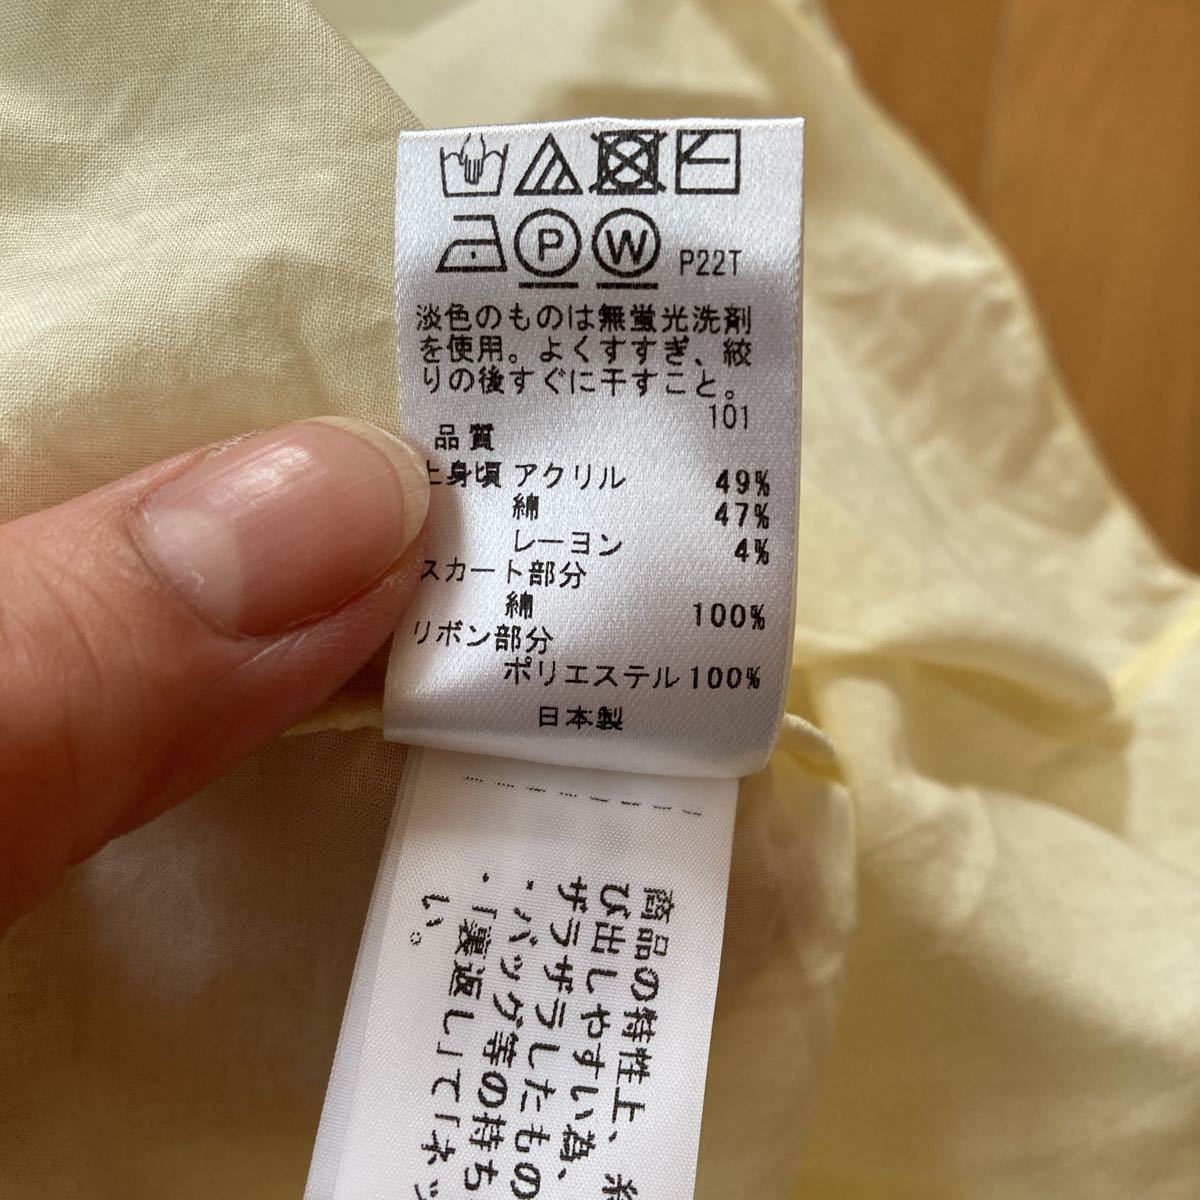 P W P22T
淡色のものは無蛍光洗剤
を使用。よくすすぎ、絞
りの後すぐに干すこと。
101
品質
上身頃 アクリル 49%
綿 47%
レーヨン 4%
スカート部分
綿 100%
リボン部分
ポリエステル 100%
日本製
商品の特性上、糸
び出しやすい為、
ザラザラしたもの
・バッグ等の持ち
・「裏返し」て「ネッ
い。